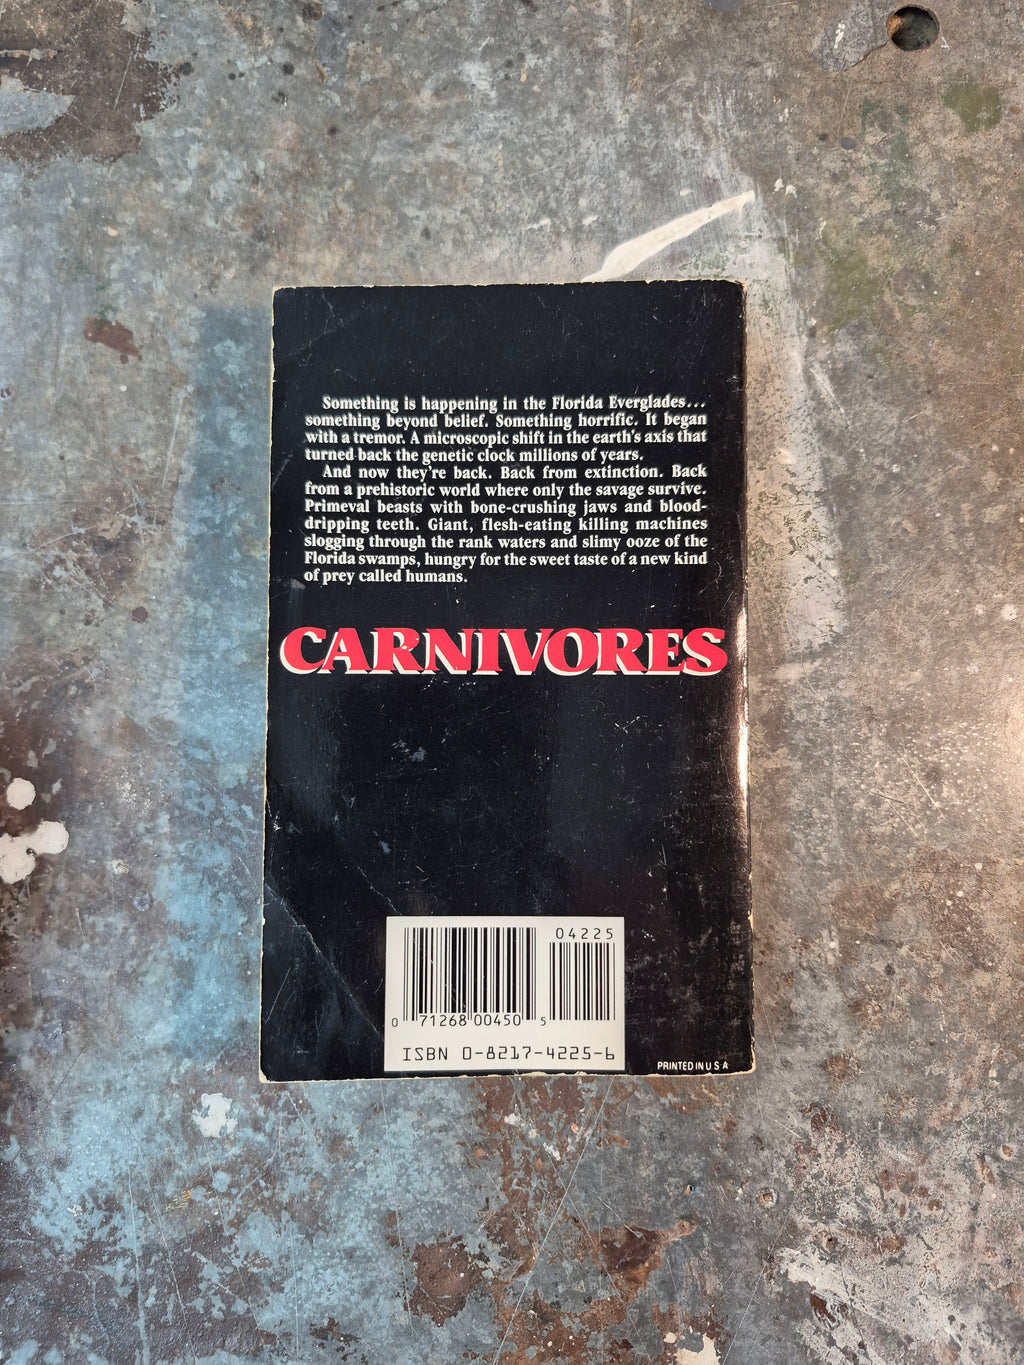 Something is happening in the Florida Everglades...
something beyond belief. Something horrific. It began
with a tremor. A microscopic shift in the earth's axis that
turned back the genetic clock millions of years.
And now they're back. Back from extinction. Back
from a prehistoric world where only the savage survive.
Primeval beasts with bone-crushing jaws and blood-
dripping teeth. Giant, flesh-eating killing machines
slogging through the rank waters and slimy ooze of the
Florida swamps, hungry for the sweet taste of a new kind
of prey called humans.
CARNIVORES
04225
0 71268 00450 5
ISBN 0-8217-4225-6
PRINTED IN U S A